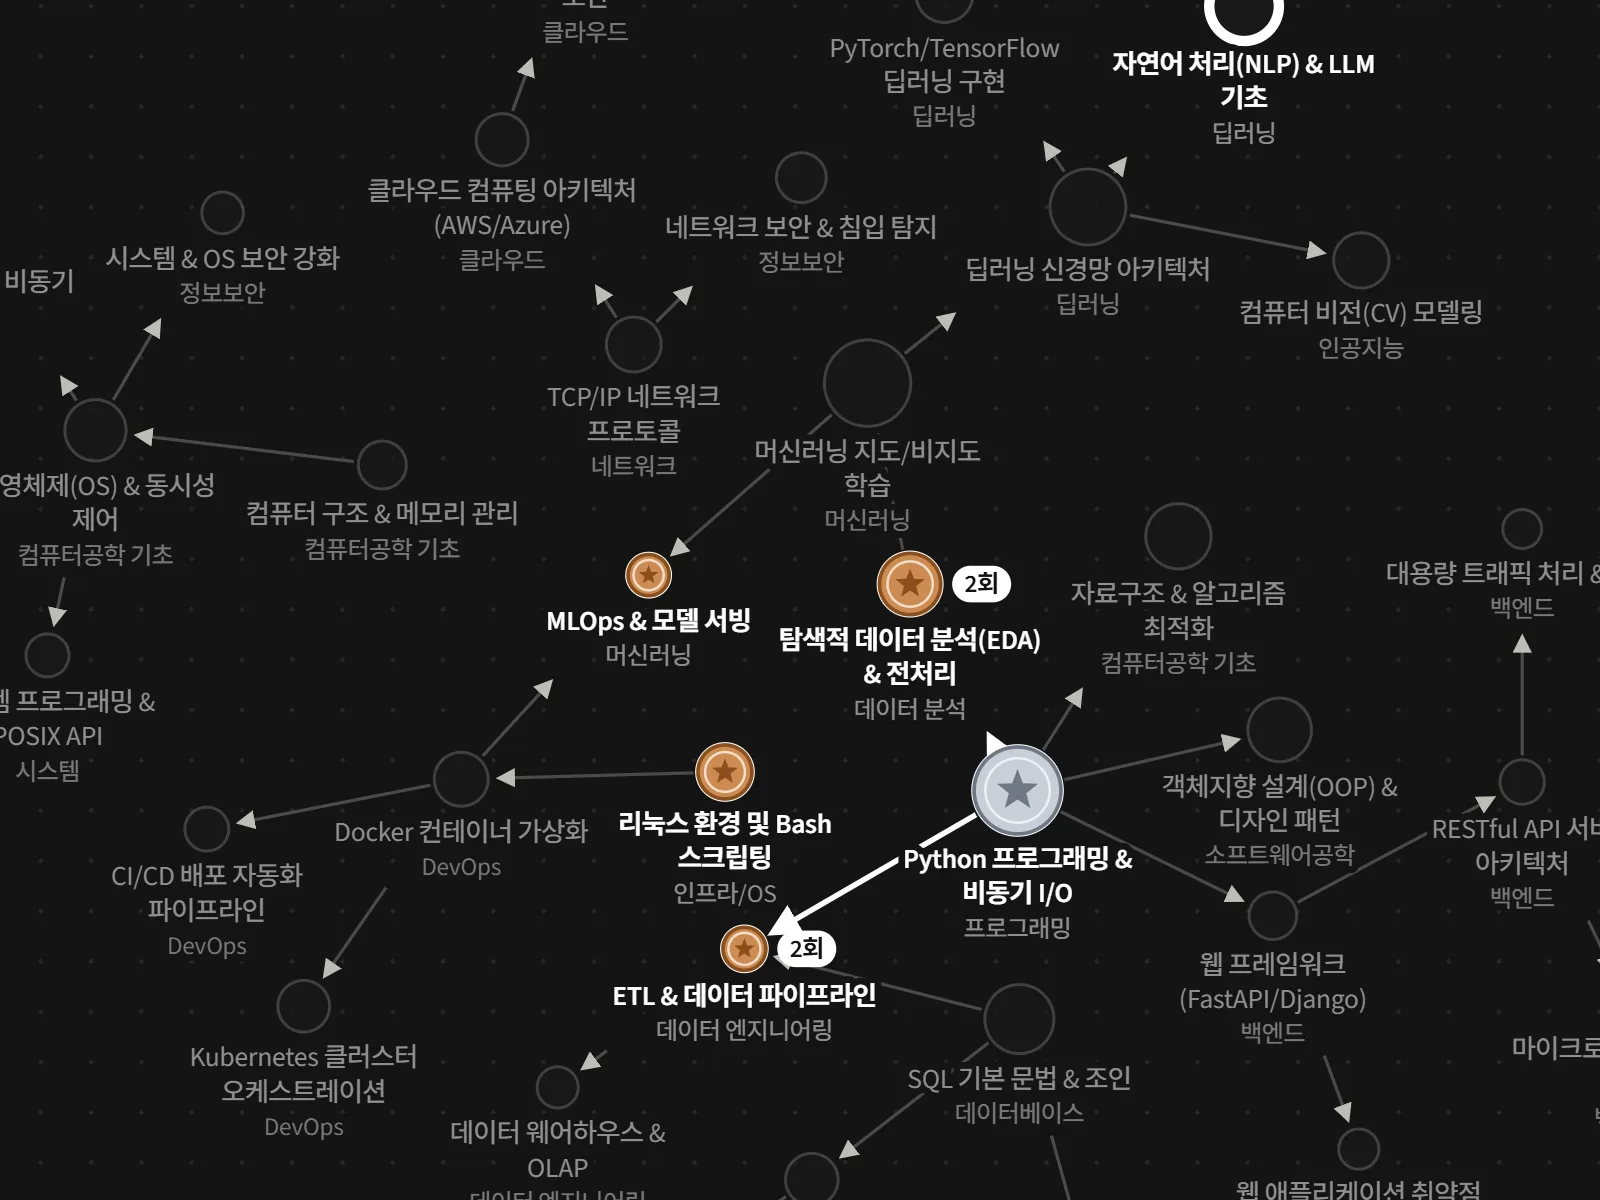 클라우드
PyTorch/TensorFlow
딥러닝 구현
딥러닝
자연어 처리(NLP) & LLM
기초
딥러닝
클라우드 컴퓨팅 아키텍처
(AWS/Azure)
클라우드
네트워크 보안 & 침입 탐지
정보보안
시스템 & OS 보안 강화
정보보안
비동기
딥러닝 신경망 아키텍처
딥러닝
컴퓨터 비전(CV) 모델링
인공지능
TCP/IP 네트워크
프로토콜
네트워크
머신러닝 지도/비지도
학습
머신러닝
영체제(OS) & 동시성
제어
컴퓨터공학 기초
컴퓨터 구조 & 메모리 관리
컴퓨터공학 기초
MLOps & 모델 서빙
머신러닝
2회
탐색적 데이터 분석(EDA)
& 전처리
데이터 분석
자료구조 & 알고리즘
최적화
컴퓨터공학 기초
대용량 트래픽 처리 &
백엔드
프로그래밍 &
POSIX API
시스템
Docker 컨테이너 가상화
DevOps
리눅스 환경 및 Bash
스크립팅
인프라/OS
Python 프로그래밍 &
비동기 I/O
프로그래밍
객체지향 설계(OOP) &
디자인 패턴
소프트웨어공학
RESTful API 서버
아키텍처
백엔드
CI/CD 배포 자동화
파이프라인
DevOps
2회
ETL & 데이터 파이프라인
데이터 엔지니어링
웹 프레임워크
(FastAPI/Django)
백엔드
Kubernetes 클러스터
오케스트레이션
DevOps
SQL 기본 문법 & 조인
데이터베이스
마이크로
데이터 웨어하우스 &
OLAP
데이터 엔지니어링
웹 애플리케이션 취약점